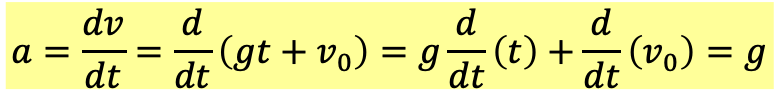 a = dv/dt = d/dt (gt + v₀) = g d/dt (t) + d/dt (v₀) = g